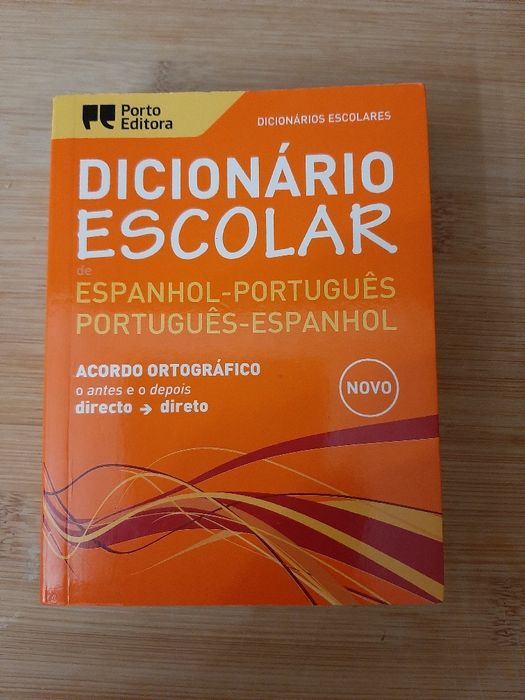 Porto
Editora
DICIONÁRIOS ESCOLARES
DICIONÁRIO
ESCOLAR
de
ESPANHOL-PORTUGUÊS
PORTUGUÊS-ESPANHOL
ACORDO ORTOGRÁFICO
o antes e o depois
directo → direto
NOVO